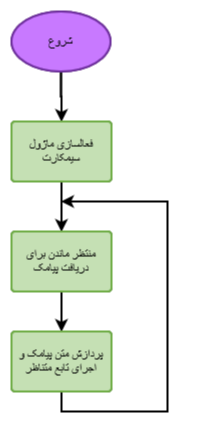 شروع
فعالسازی ماژول
سیمکارت
منتظر ماندن برای
دریافت پیامک
پردازش متن پیامک و
اجرای تابع متناظر